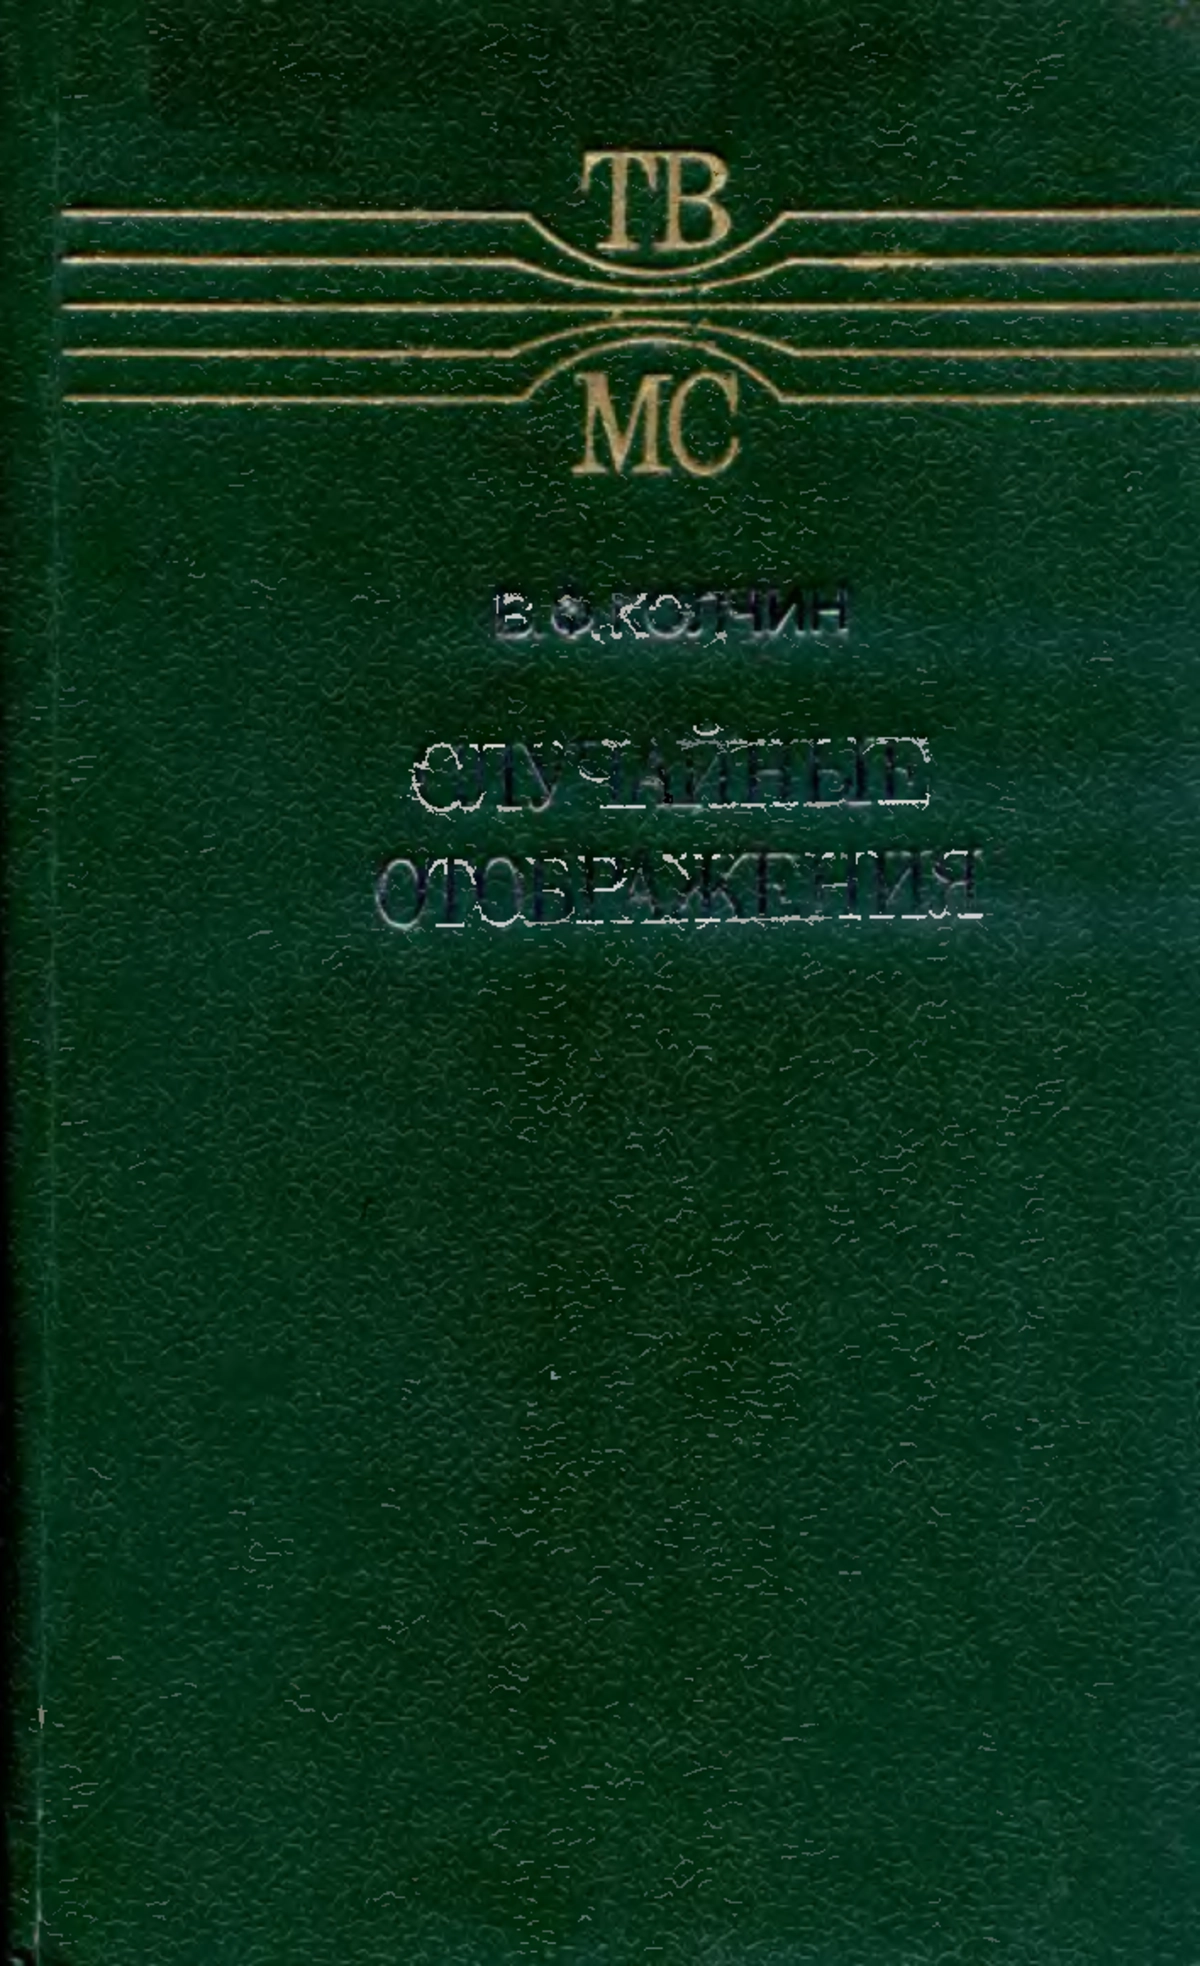 ТВ
МС
В.Ф.КОЛЧИН
СЛУЧАЙНЫЕ
ОТОБРАЖЕНИЯ